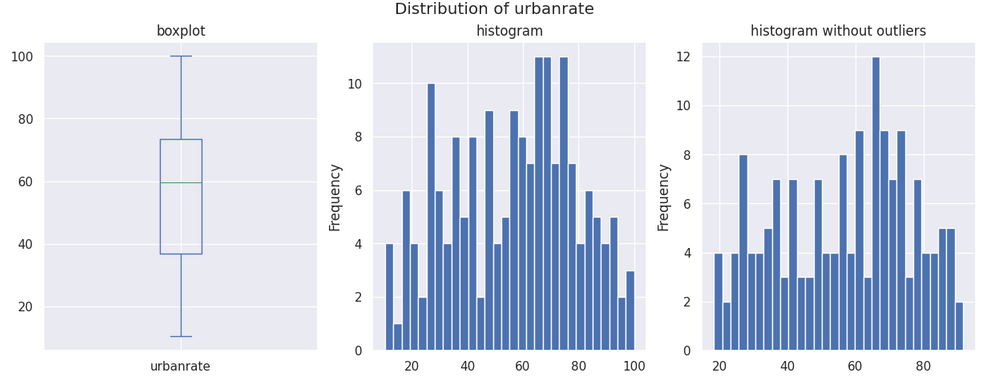 Distribution of urbanrate
boxplot
100
80
60
40
20
urbanrate
histogram
Frequency
10
8
6
4
2
0
20 40 60 80 100
histogram without outliers
Frequency
12
10
8
6
4
2
0
20 40 60 80